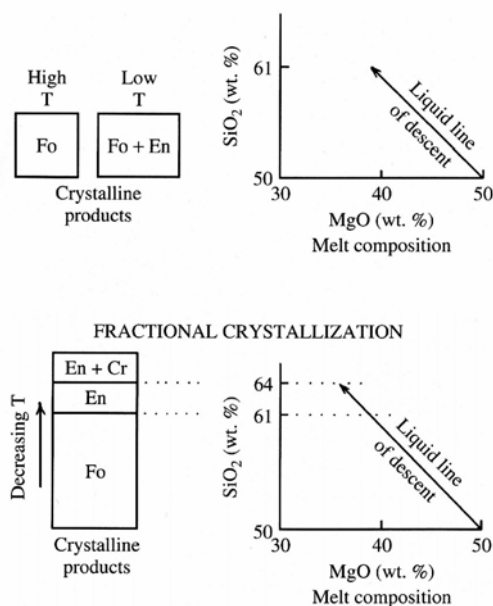 High
T
Low
T
Fo
Fo + En
Crystalline
products
SiO₂ (wt. %)
61
50
30
40
50
Liquid line
of descent
MgO (wt. %)
Melt composition
FRACTIONAL CRYSTALLIZATION
Decreasing T
En + Cr
En
Fo
Crystalline
products
SiO₂ (wt. %)
64
61
50
30
40
50
Liquid line
of descent
MgO (wt. %)
Melt composition